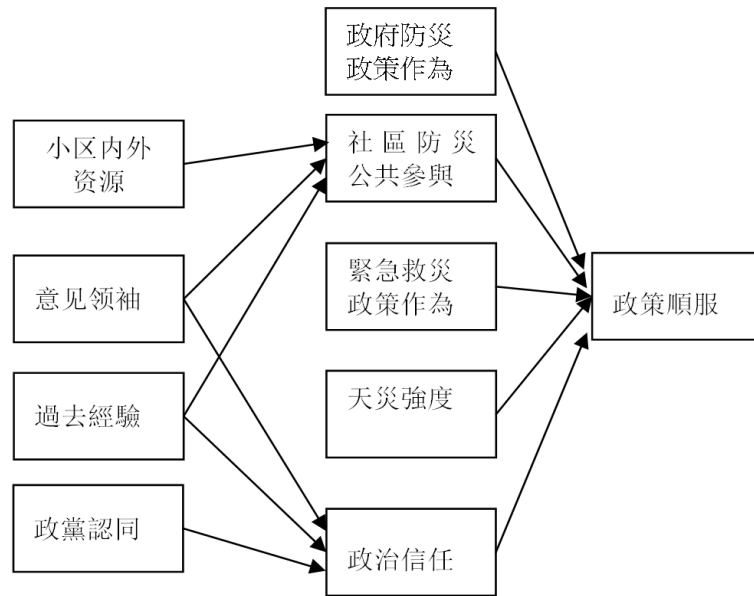 政府防災
政策作為
小区内外
资源
社區防災
公共參與
意见领袖
緊急救災
政策作為
政策順服
過去經驗
天災強度
政黨認同
政治信任